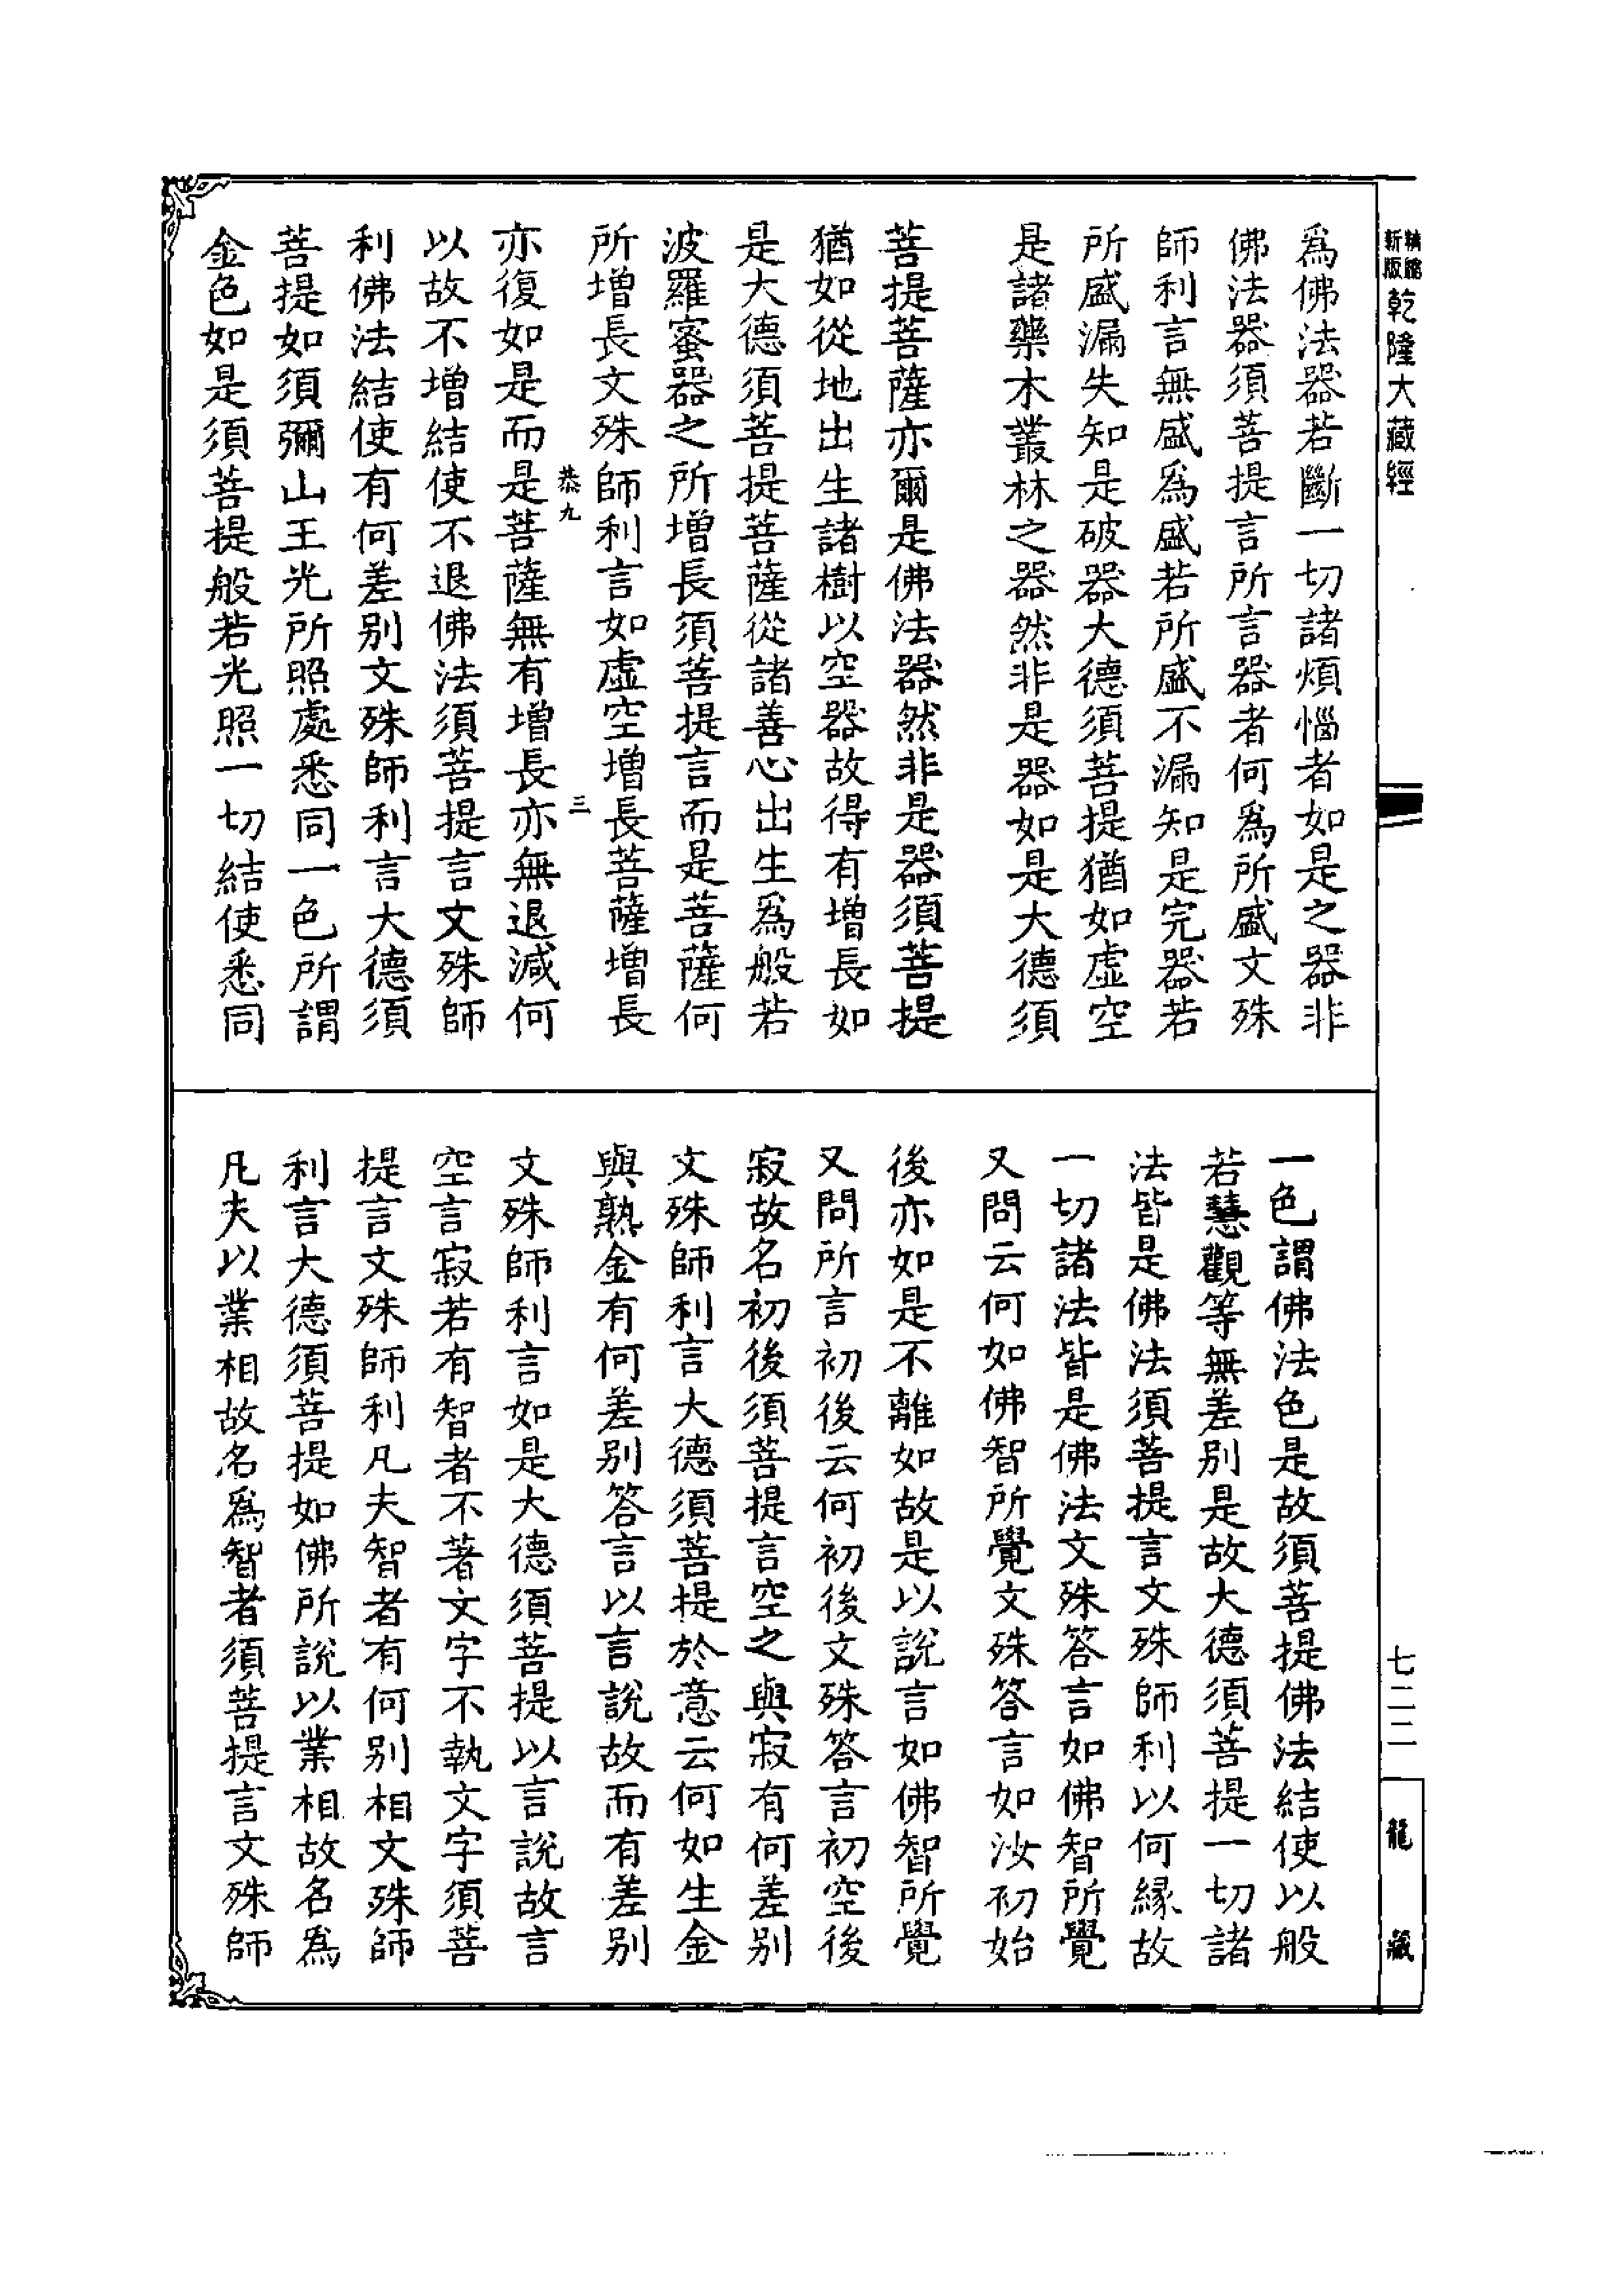 精縮新版乾隆大藏經
七二二
龍藏
爲佛法器若斷一切諸煩惱者如是之器非
佛法器須菩提言所言器者何爲所盛文殊
師利言無盛爲盛若所盛不漏知是完器若
所盛漏失知是破器大德須菩提猶如虛空
是諸藥木叢林之器然非是器如是大德須
菩提菩薩亦爾是佛法器然非是器須菩提
猶如從地出生諸樹以空器故得有增長如
是大德須菩提菩薩從諸善心出生爲般若
波羅蜜器之所增長須菩提言而是菩薩何
所增長文殊師利言如虛空增長菩薩增長
恭九 三
亦復如是而是菩薩無有增長亦無退減何
以故不增結使不退佛法須菩提言文殊師
利佛法結使有何差別文殊師利言大德須
菩提如須彌山王光所照處悉同一色所謂
金色如是須菩提般若光照一切結使悉同
一色謂佛法色是故須菩提佛法結使以般
若慧觀等無差別是故大德須菩提一切諸
法皆是佛法須菩提言文殊師利以何緣故
一切諸法皆是佛法文殊答言如佛智所覺
又問云何如佛智所覺文殊答言如汝初始
後亦如是不離如故是以說言如佛智所覺
又問所言初後云何初後文殊答言初空後
寂故名初後須菩提言空之與寂有何差別
文殊師利言大德須菩提於意云何如生金
與熟金有何差別答言以言說故而有差別
文殊師利言如是大德須菩提以言說故言
空言寂若有智者不著文字不執文字須菩
提言文殊師利凡夫智者有何別相文殊師
利言大德須菩提如佛所說以業相故名爲
凡夫以業相故名爲智者須菩提言文殊師